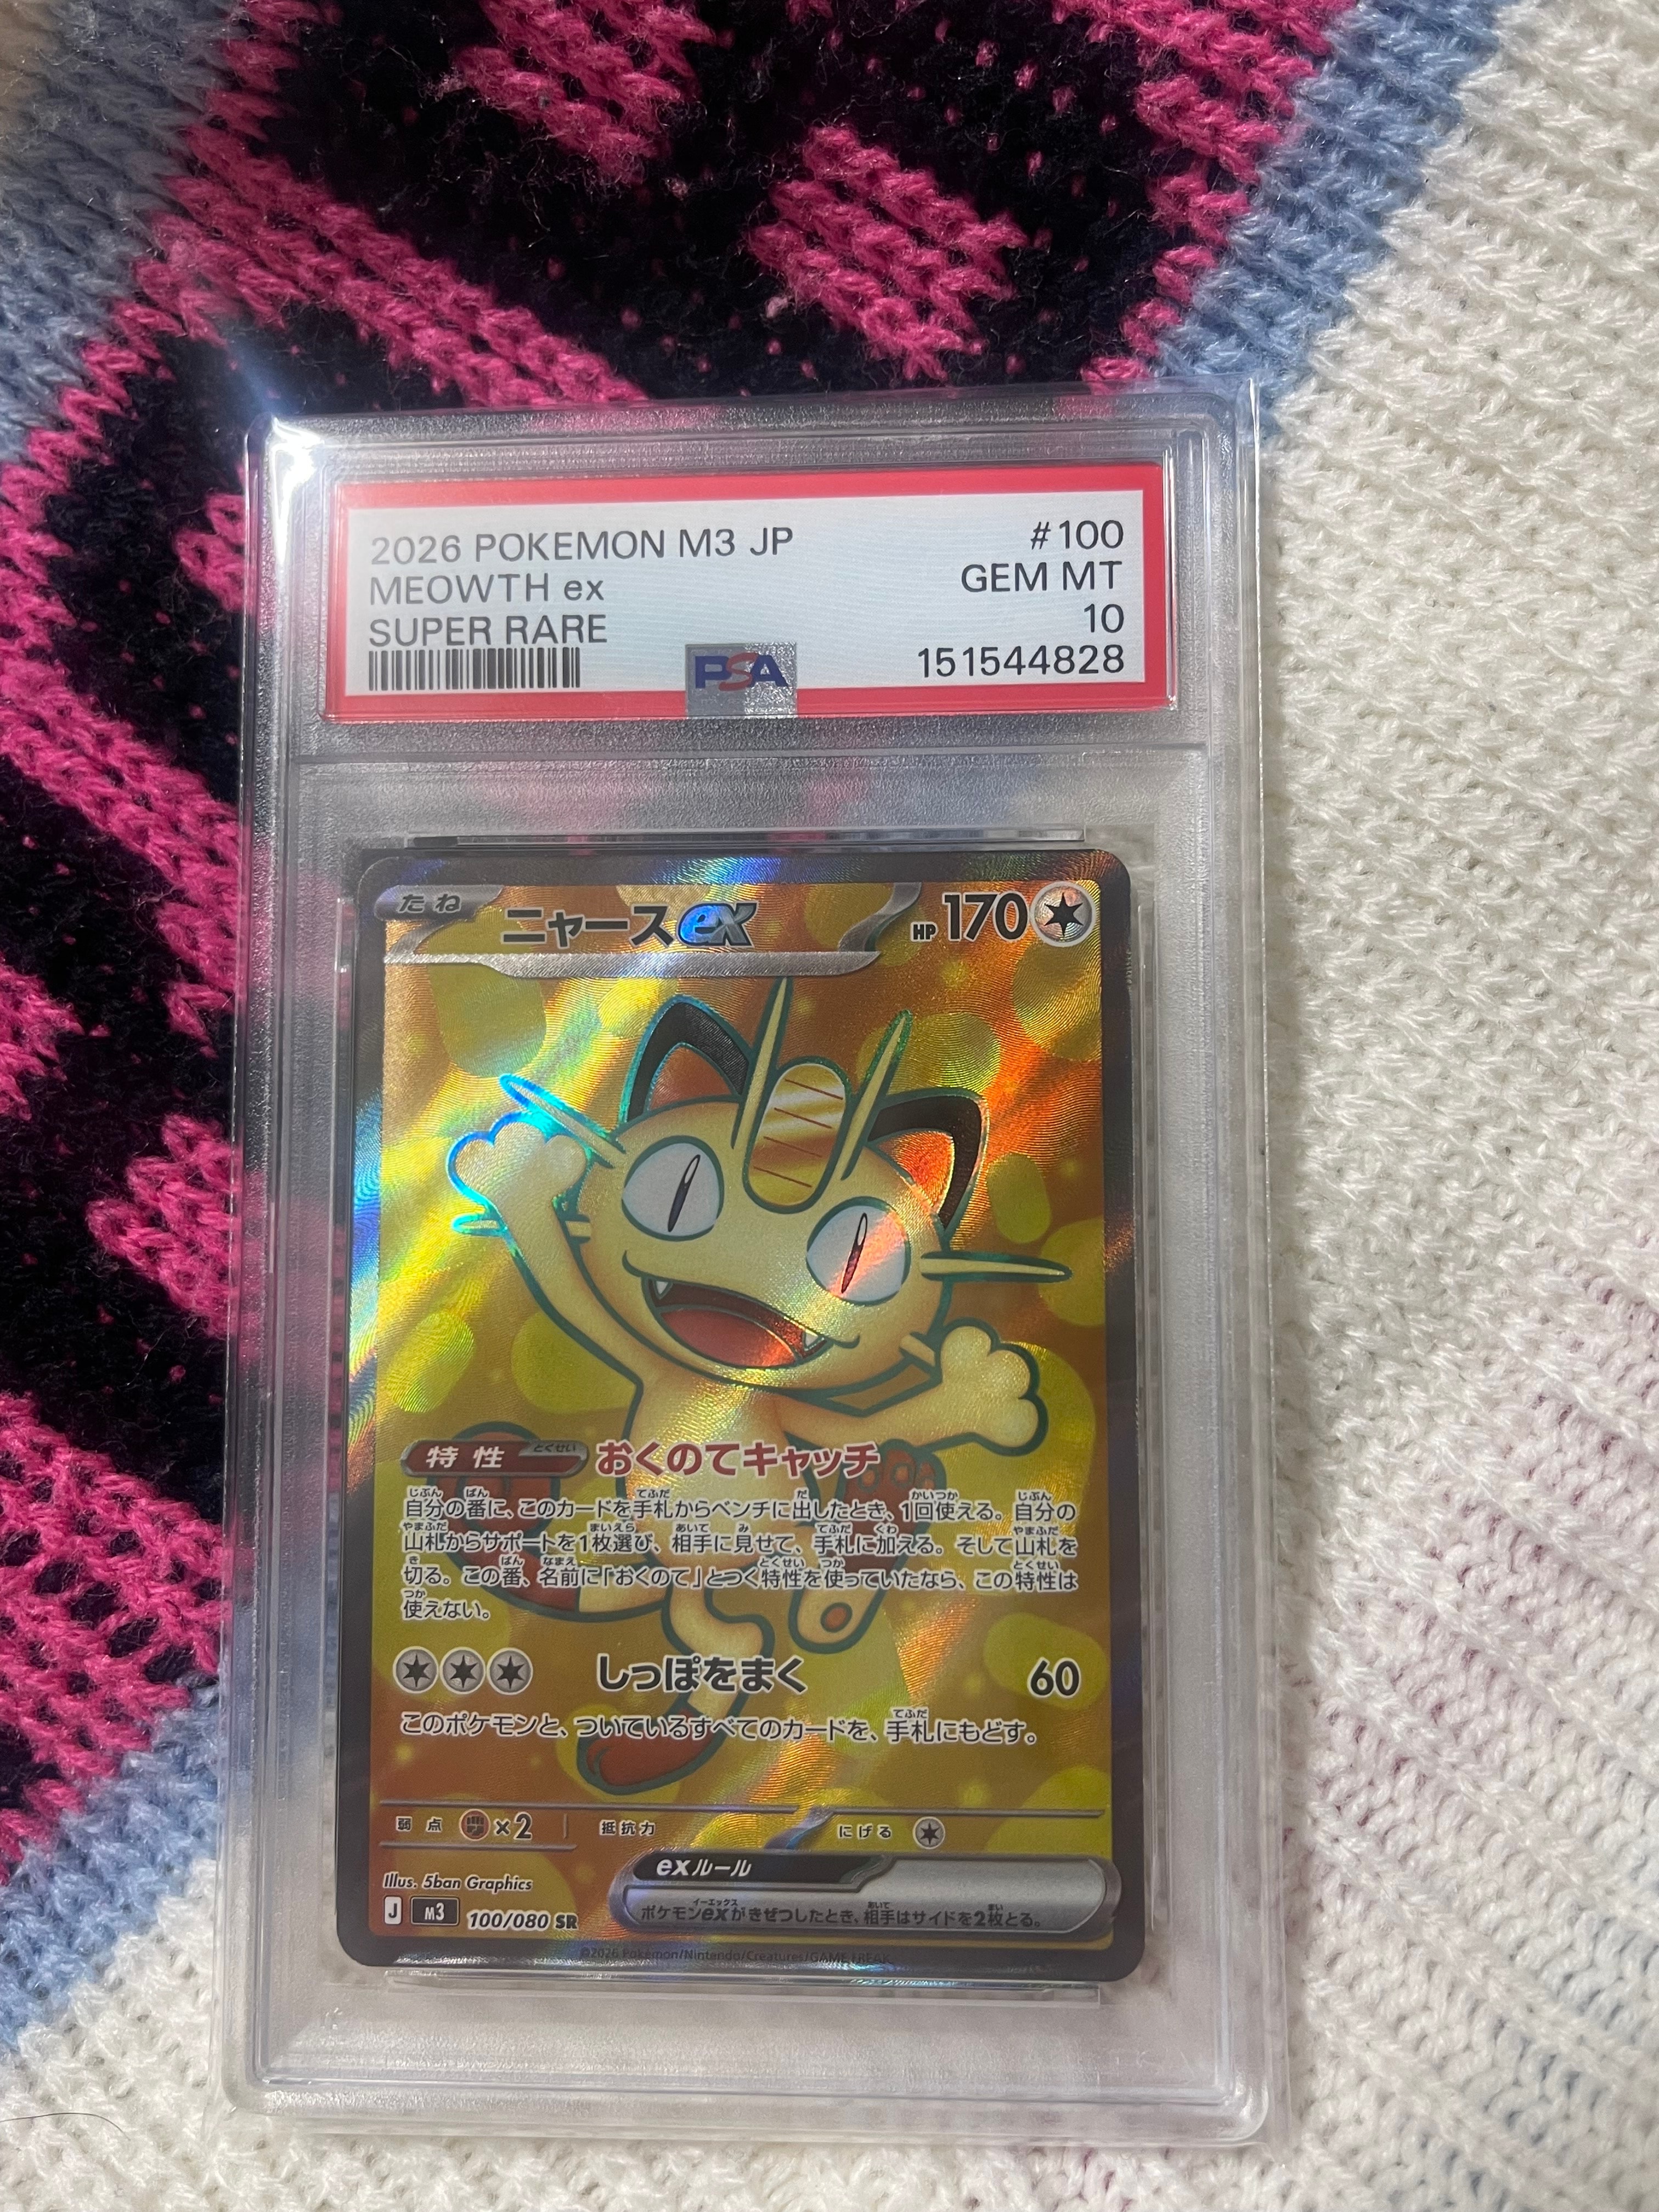 2026 POKEMON M3 JP #100
MEOWTH ex GEM MT
SUPER RARE 10
PSA 151544828
たね ニャースex HP170
特性 とくせい おくのてキャッチ
自分の番に、このカードを手札からベンチに出したとき、1回使える。自分の
山札からサポートを1枚選び、相手に見せて、手札に加える。そして山札を
切る。この番、名前に「おくのて」とつく特性を使っていたなら、この特性は
使えない。
しっぽをまく 60
このポケモンと、ついているすべてのカードを、手札にもどす。
弱点 ×2 抵抗力 にげる
exルール
ポケモンexがきぜつしたとき、相手はサイドを2枚とる。
Illus. 5ban Graphics
J M3 100/080 SR
©2026 Pokémon/Nintendo/Creatures/GAME FREAK